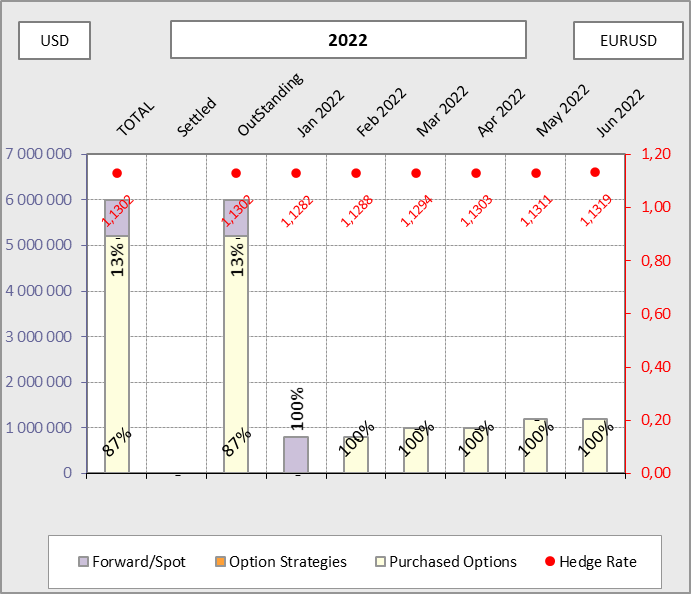 USD
2022
EURUSD
TOTAL
Settled
OutStanding
Jan 2022
Feb 2022
Mar 2022
Apr 2022
May 2022
Jun 2022
7 000 000
6 000 000
5 000 000
4 000 000
3 000 000
2 000 000
1 000 000
0
1,20
1,00
0,80
0,60
0,40
0,20
0,00
1,1302
1,1302
1,1282
1,1288
1,1294
1,1303
1,1311
1,1319
13%
13%
100%
87%
87%
100%
100%
100%
100%
100%
Forward/Spot Option Strategies Purchased Options Hedge Rate